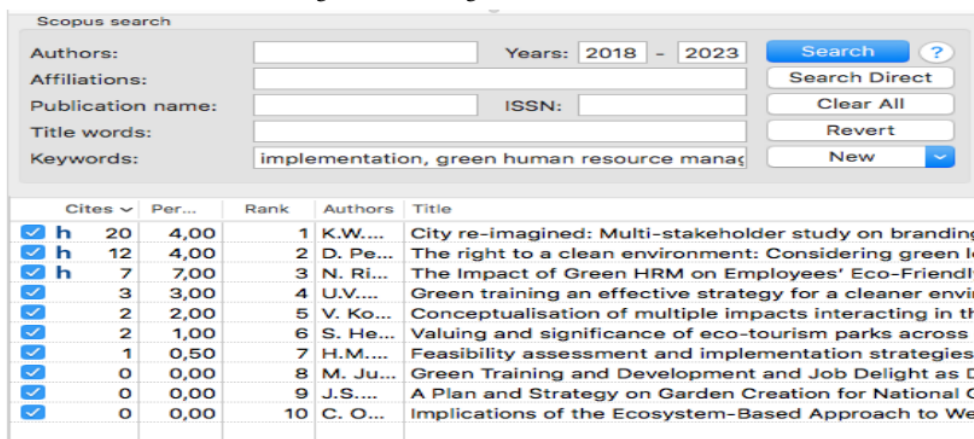 Scopus search
Authors: Years: 2018 - 2023 Search ?
Affiliations: Search Direct
Publication name: ISSN: Clear All
Title words: Revert
Keywords: implementation, green human resource manag New
Cites Per... Rank Authors Title
h 20 4,00 1 K.W.... City re-imagined: Multi-stakeholder study on branding
h 12 4,00 2 D. Pe... The right to a clean environment: Considering green
h 7 7,00 3 N. Ri... The Impact of Green HRM on Employees' Eco-Friendl
3 3,00 4 U.V.... Green training an effective strategy for a cleaner envi
2 2,00 5 V. Ko... Conceptualisation of multiple impacts interacting in th
2 1,00 6 S. He... Valuing and significance of eco-tourism parks across
1 0,50 7 H.M.... Feasibility assessment and implementation strategies
0 0,00 8 M. Ju... Green Training and Development and Job Delight as D
0 0,00 9 J.S.... A Plan and Strategy on Garden Creation for National
0 0,00 10 C. O... Implications of the Ecosystem-Based Approach to We